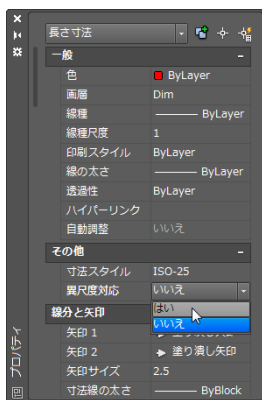 長さ寸法
一般
色 ByLayer
画層 Dim
線種 ByLayer
線種尺度 1
印刷スタイル ByLayer
線の太さ ByLayer
透過性 ByLayer
ハイパーリンク
自動調整 いいえ
その他
寸法スタイル ISO-25
異尺度対応 いいえ
はい
いいえ
線分と矢印
矢印 1
矢印 2 塗り潰し矢印
矢印サイズ 2.5
寸法線の太さ ByBlock
プロパティ